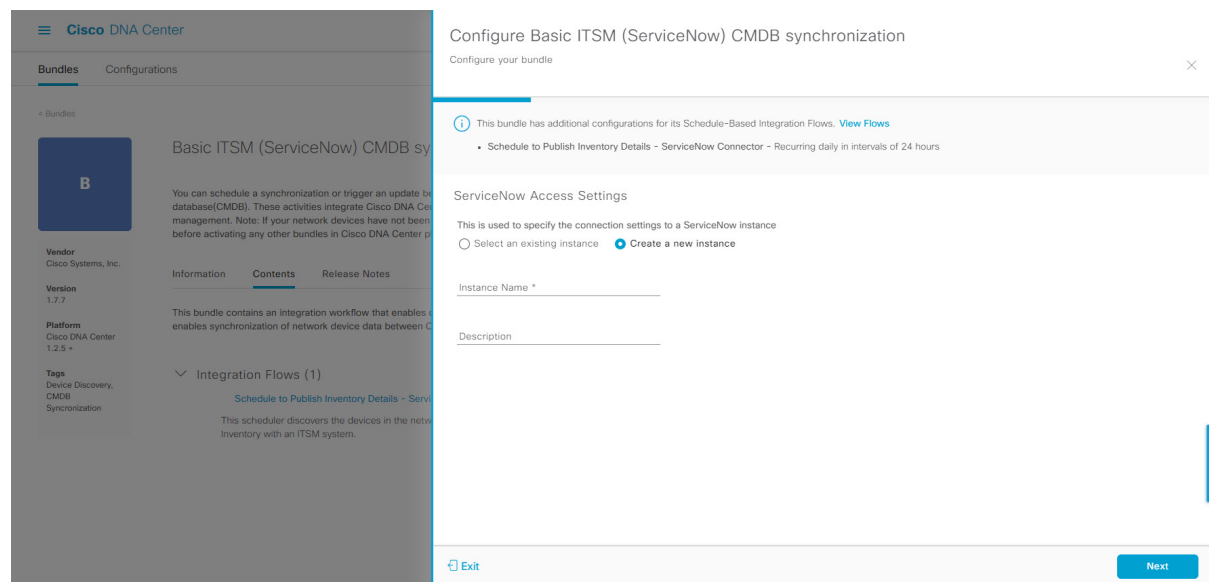 Cisco DNA Center
Bundles Configurations
< Bundles
B
Basic ITSM (ServiceNow) CMDB sy
You can schedule a synchronization or trigger an update be
database(CMDB). These activities integrate Cisco DNA Ce
management. Note: If your network devices have not been
before activating any other bundles in Cisco DNA Center p
Vendor
Cisco Systems, Inc.
Version
1.7.7
Platform
Cisco DNA Center
1.2.5 +
Tags
Device Discovery,
CMDB
Syncronization
Information Contents Release Notes
This bundle contains an integration workflow that enables
enables synchronization of network device data between C
Integration Flows (1)
Schedule to Publish Inventory Details - Servi
This scheduler discovers the devices in the netw
Inventory with an ITSM system.
Configure Basic ITSM (ServiceNow) CMDB synchronization
Configure your bundle
This bundle has additional configurations for its Schedule-Based Integration Flows. View Flows
• Schedule to Publish Inventory Details - ServiceNow Connector - Recurring daily in intervals of 24 hours
ServiceNow Access Settings
This is used to specify the connection settings to a ServiceNow instance
Select an existing instance Create a new instance
Instance Name *
Description
Exit
Next